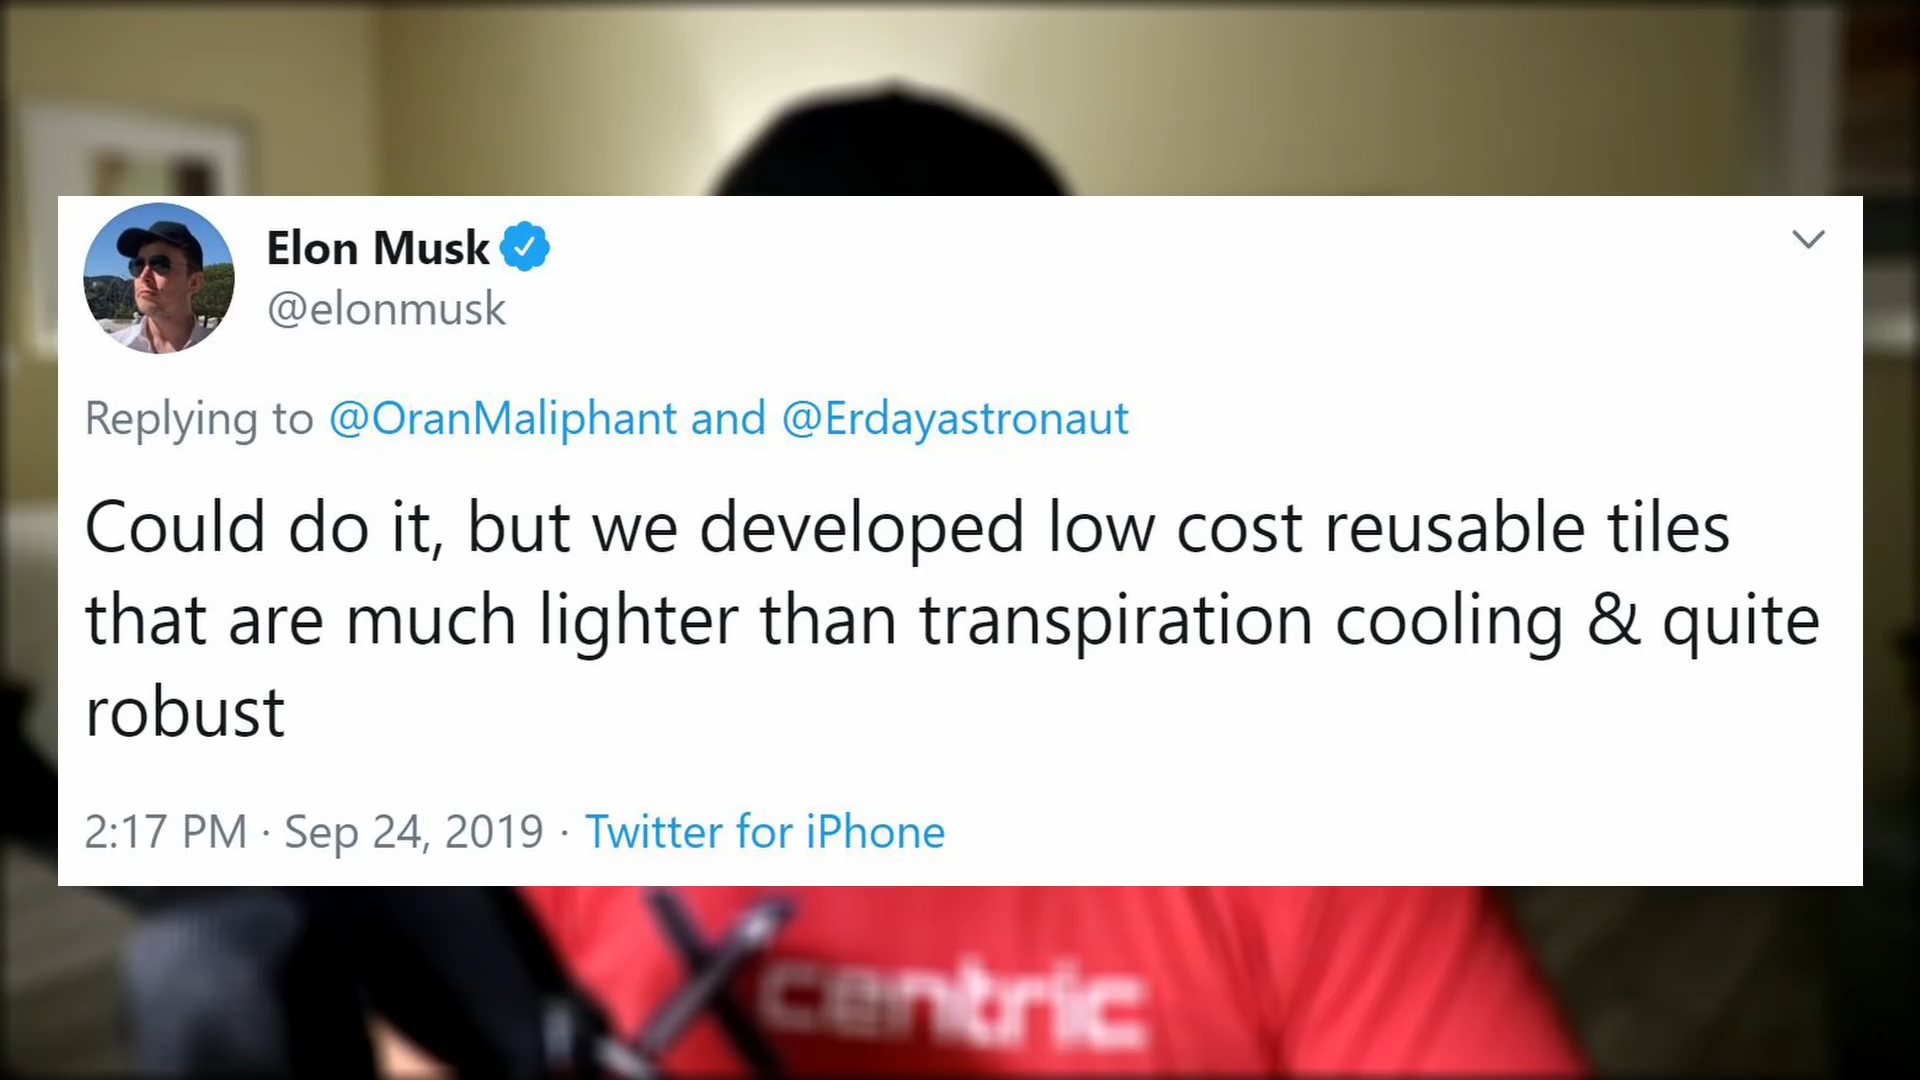 Elon Musk
@elonmusk
Replying to @OranMaliphant and @Erdayastronaut
Could do it, but we developed low cost reusable tiles
that are much lighter than transpiration cooling & quite
robust
2:17 PM · Sep 24, 2019 · Twitter for iPhone
centric